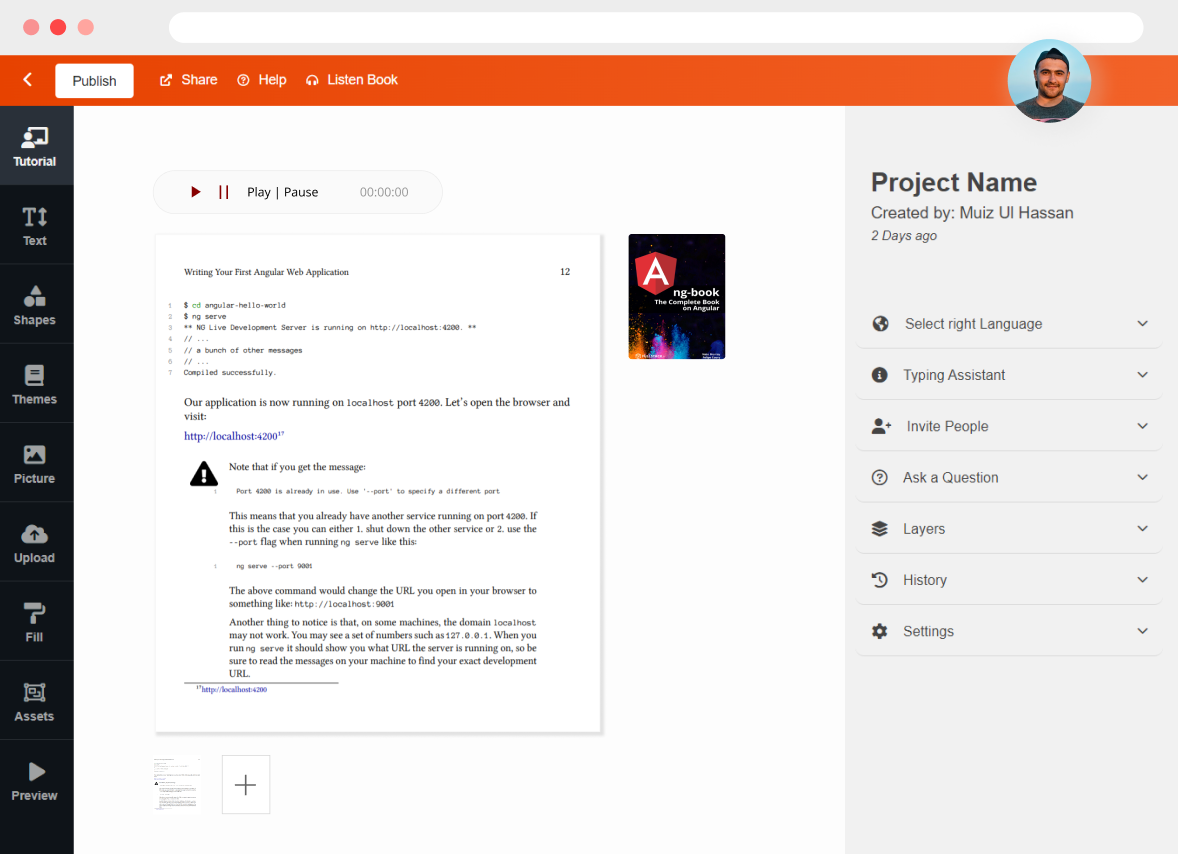 Publish
Share
Help
Listen Book
Tutorial
Text
Shapes
Themes
Picture
Upload
Fill
Assets
Preview
Play | Pause
00:00:00
Writing Your First Angular Web Application
12
1 $ cd angular-hello-world
2 $ ng serve
3 ** NG Live Development Server is running on http://localhost:4200. **
4 // ...
5 // a bunch of other messages
6 // ...
7 Compiled successfully.
Our application is now running on localhost port 4200. Let's open the browser and
visit:
http://localhost:4200¹⁷
Note that if you get the message:
1 Port 4200 is already in use. Use '--port' to specify a different port
This means that you already have another service running on port 4200. If
this is the case you can either 1. shut down the other service or 2. use the
--port flag when running ng serve like this:
1 ng serve --port 9001
The above command would change the URL you open in your browser to
something like: http://localhost:9001
Another thing to notice is that, on some machines, the domain localhost
may not work. You may see a set of numbers such as 127.0.0.1. When you
run ng serve it should show you what URL the server is running on, so be
sure to read the messages on your machine to find your exact development
URL.
¹⁷http://localhost:4200
A
ng-book
The Complete Book
on Angular
Project Name
Created by: Muiz Ul Hassan
2 Days ago
Select right Language
Typing Assistant
Invite People
Ask a Question
Layers
History
Settings